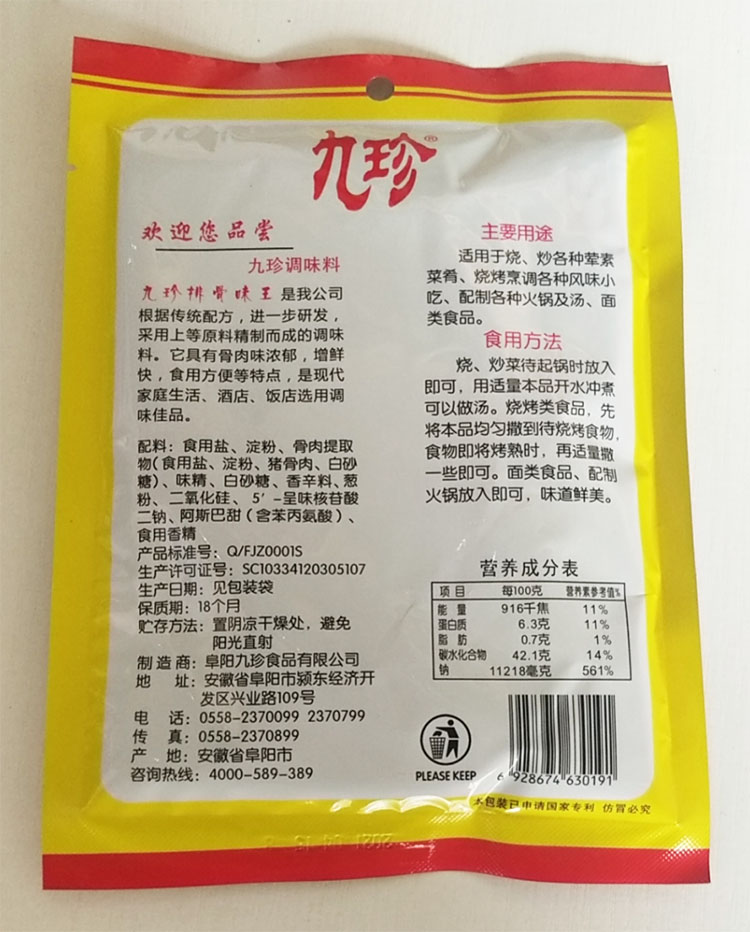 九珍®
欢迎您品尝
九珍调味料
九珍排骨味王是我公司
根据传统配方，进一步研发，
采用上等原料精制而成的调味
料。它具有骨肉味浓郁，增鲜
快，食用方便等特点，是现代
家庭生活、酒店、饭店选用调
味佳品。
配料：食用盐、淀粉、骨肉提取
物(食用盐、淀粉、猪骨肉、白砂
糖)、味精、白砂糖、香辛料、葱
粉、二氧化硅、5′-呈味核苷酸
二钠、阿斯巴甜（含苯丙氨酸）、
食用香精
产品标准号：Q/FJZ0001S
生产许可证号：SC10334120305107
生产日期：见包装袋
保质期：18个月
贮存方法：置阴凉干燥处，避免
阳光直射
制造商：阜阳九珍食品有限公司
地址：安徽省阜阳市颍东经济开
发区兴业路109号
电话：0558-2370099 2370799
传真：0558-2370899
产地：安徽省阜阳市
咨询热线：4000-589-389
主要用途
适用于烧、炒各种荤素
菜肴、烧烤烹调各种风味小
吃、配制各种火锅及汤、面
类食品。
食用方法
烧、炒菜待起锅时放入
即可，用适量本品开水冲煮
可以做汤。烧烤类食品，先
将本品均匀撒到待烧烤食物，
食物即将烤熟时，再适量撒
一些即可。面类食品、配制
火锅放入即可，味道鲜美。
营养成分表
项目 每100克 营养素参考值%
能量 916千焦 11%
蛋白质 6.3克 11%
脂肪 0.7克 1%
碳水化合物 42.1克 14%
钠 11218毫克 561%
PLEASE KEEP
6 928674 630191
本包装已申请国家专利 仿冒必究